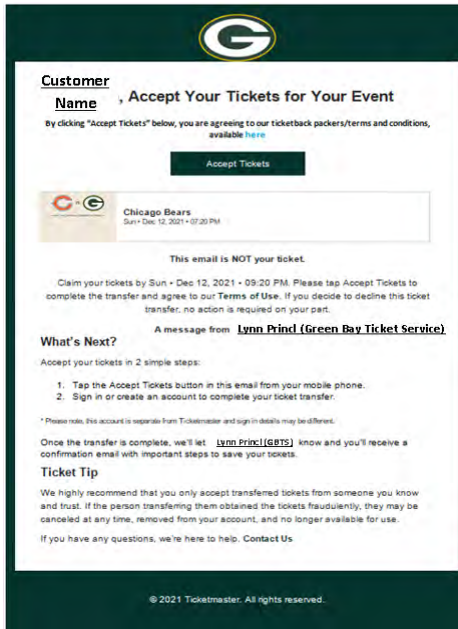 G
Customer
Name , Accept Your Tickets for Your Event
By clicking "Accept Tickets" below, you are agreeing to our ticketback packers/terms and conditions,
available here
Accept Tickets
C G
Chicago Bears
Sun • Dec 12, 2021 • 07:20 PM
This email is NOT your ticket.
Claim your tickets by Sun • Dec 12, 2021 • 09:20 PM. Please tap Accept Tickets to
complete the transfer and agree to our Terms of Use. If you decide to decline this ticket
transfer, no action is required on your part.
A message from Lynn Princl (Green Bay Ticket Service)
What's Next?
Accept your tickets in 2 simple steps:
1. Tap the Accept Tickets button in this email from your mobile phone.
2. Sign in or create an account to complete your ticket transfer.
* Please note, this account is separate from Ticketmaster and sign in details may be different.
Once the transfer is complete, we'll let Lynn Princl (GBTS) know and you'll receive a
confirmation email with important steps to save your tickets.
Ticket Tip
We highly recommend that you only accept transferred tickets from someone you know
and trust. If the person transferring them obtained the tickets fraudulently, they may be
canceled at any time, removed from your account, and no longer available for use.
If you have any questions, we're here to help. Contact Us
© 2021 Ticketmaster. All rights reserved.